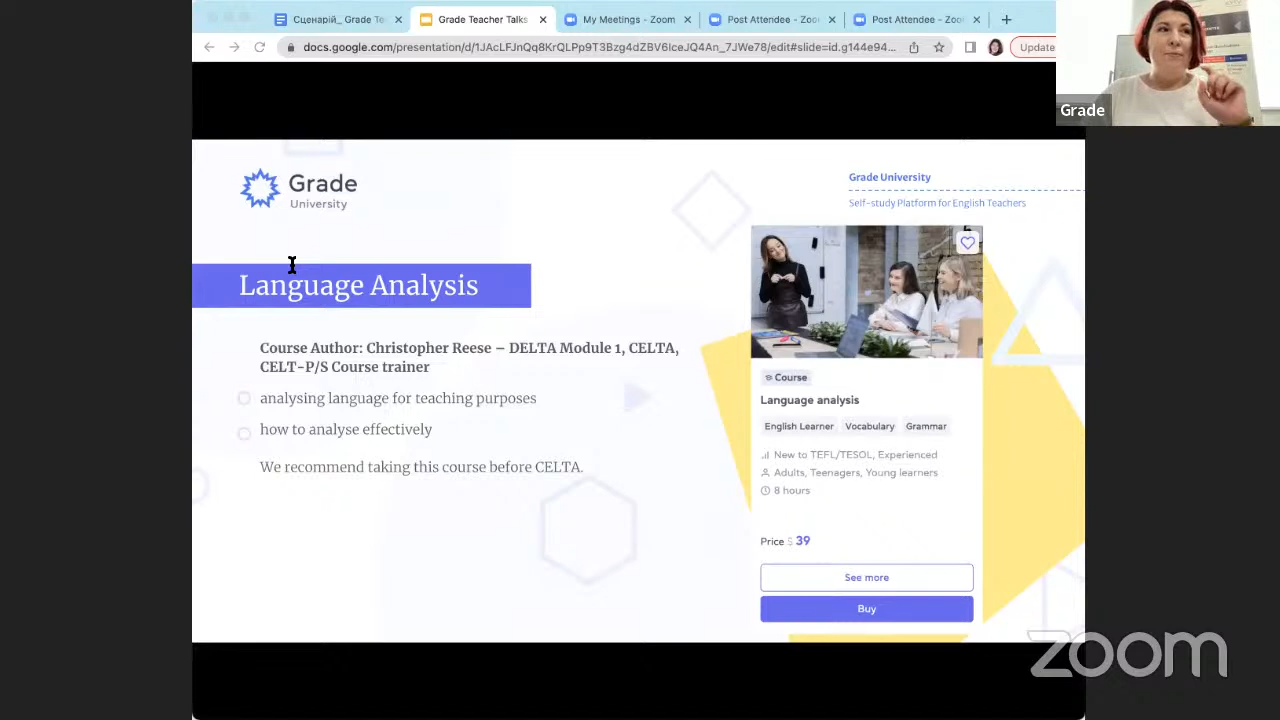 Сценарій_ Grade Te
Grade Teacher Talks
My Meetings - Zoom
Post Attendee - Zoo
Post Attendee - Zoo
docs.google.com/presentation/d/1JAcLFJnQq8KrQLPp9T3Bzg4dZBV6IceJQ4An_7JWe78/edit#slide=id.g144e94...
Update
Grade
Grade
University
Grade University
Self-study Platform for English Teachers
Language Analysis
Course Author: Christopher Reese – DELTA Module 1, CELTA,
CELT-P/S Course trainer
analysing language for teaching purposes
how to analyse effectively
We recommend taking this course before CELTA.
Course
Language analysis
English Learner Vocabulary Grammar
New to TEFL/TESOL, Experienced
Adults, Teenagers, Young learners
8 hours
Price $ 39
See more
Buy
zoom